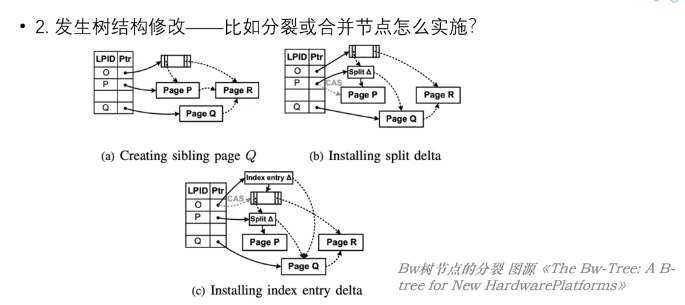 • 2. 发生树结构修改——比如分裂或合并节点怎么实施？
LPID Ptr
O
P
Q
Page P
Page R
Page Q
(a) Creating sibling page Q
LPID Ptr
O
P
Q
CAS
Split Δ
Page P
Page R
Page Q
(b) Installing split delta
LPID Ptr
O
P
Q
Index entry Δ
CAS
Split Δ
Page P
Page R
Page Q
(c) Installing index entry delta
Bw树节点的分裂 图源《The Bw-Tree: A B-
tree for New HardwarePlatforms》